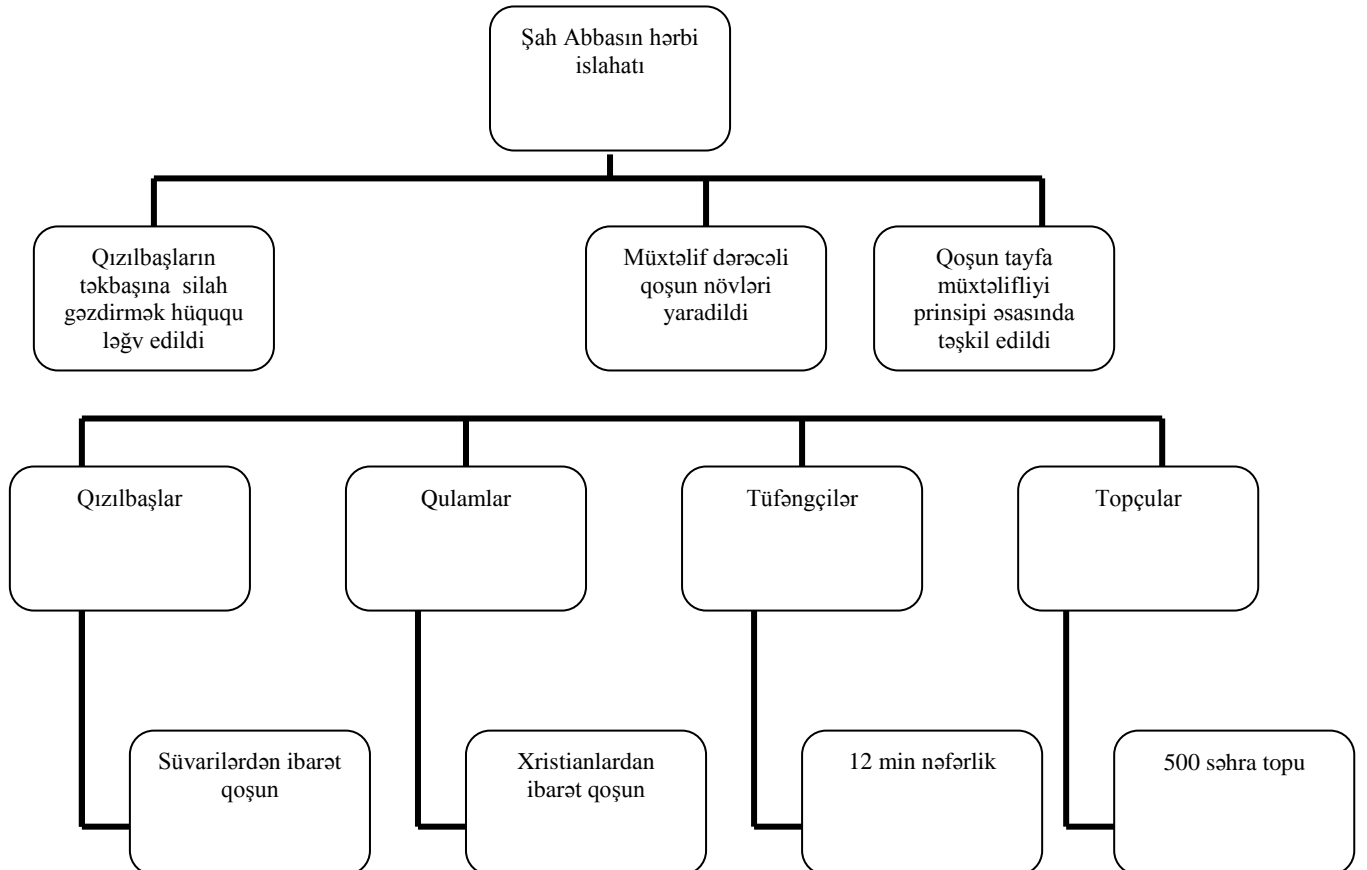 Şah Abbasın hərbi
islahatı
Qızılbaşların
təkbaşına silah
gəzdirmək hüququ
ləğv edildi
Müxtəlif dərəcəli
qoşun növləri
yaradildı
Qoşun tayfa
müxtəlifliyi
prinsipi əsasında
təşkil edildi
Qızılbaşlar
Qulamlar
Tüfəngçilər
Topçular
Süvarilərdən ibarət
qoşun
Xristianlardan
ibarət qoşun
12 min nəfərlik
500 səhra topu